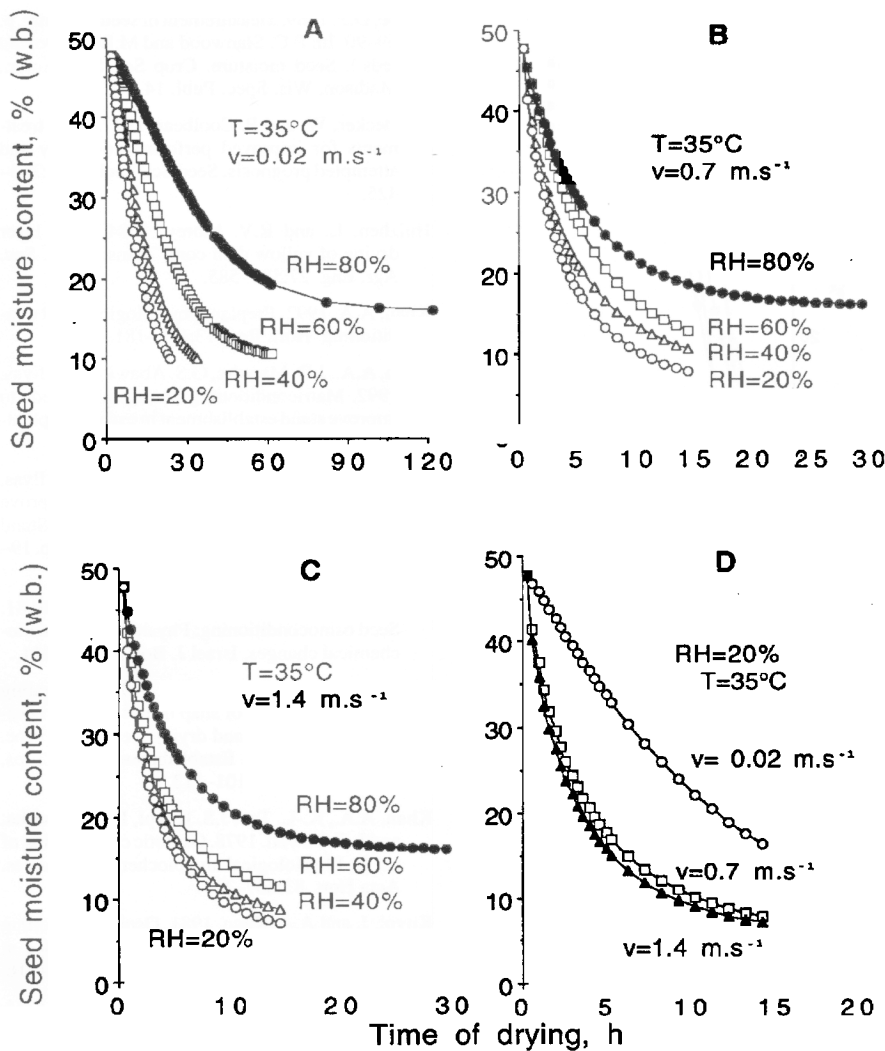 A
Seed moisture content, % (w.b.)
50
40
30
20
10
0
T=35°C
v=0.02 m.s⁻¹
RH=80%
RH=60%
RH=40%
RH=20%
0 30 60 90 120
B
50
40
30
20
10
T=35°C
v=0.7 m.s⁻¹
RH=80%
RH=60%
RH=40%
RH=20%
0 5 10 15 20 25 30
C
Seed moisture content, % (w.b.)
50
40
30
20
10
0
T=35°C
v=1.4 m.s⁻¹
RH=80%
RH=60%
RH=40%
RH=20%
0 10 20 30
D
50
40
30
20
10
0
RH=20%
T=35°C
v= 0.02 m.s⁻¹
v=0.7 m.s⁻¹
v=1.4 m.s⁻¹
0 5 10 15 20
Time of drying, h